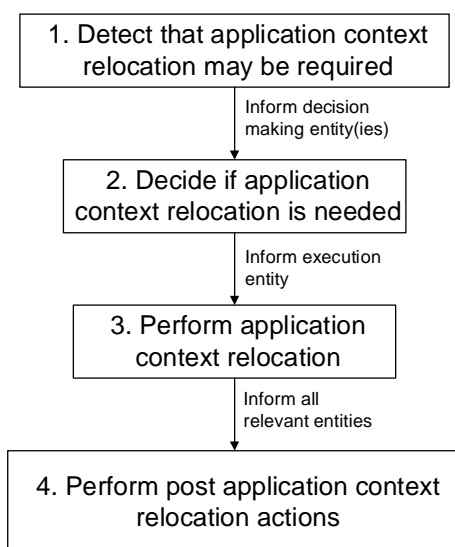 1. Detect that application context
relocation may be required
Inform decision
making entity(ies)
2. Decide if application
context relocation is needed
Inform execution
entity
3. Perform application
context relocation
Inform all
relevant entities
4. Perform post application context
relocation actions